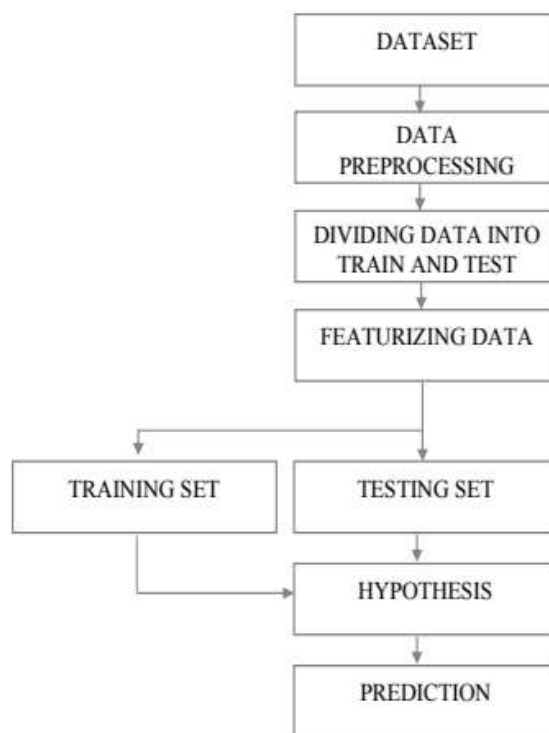 DATASET
DATA
PREPROCESSING
DIVIDING DATA INTO
TRAIN AND TEST
FEATURIZING DATA
TRAINING SET
TESTING SET
HYPOTHESIS
PREDICTION